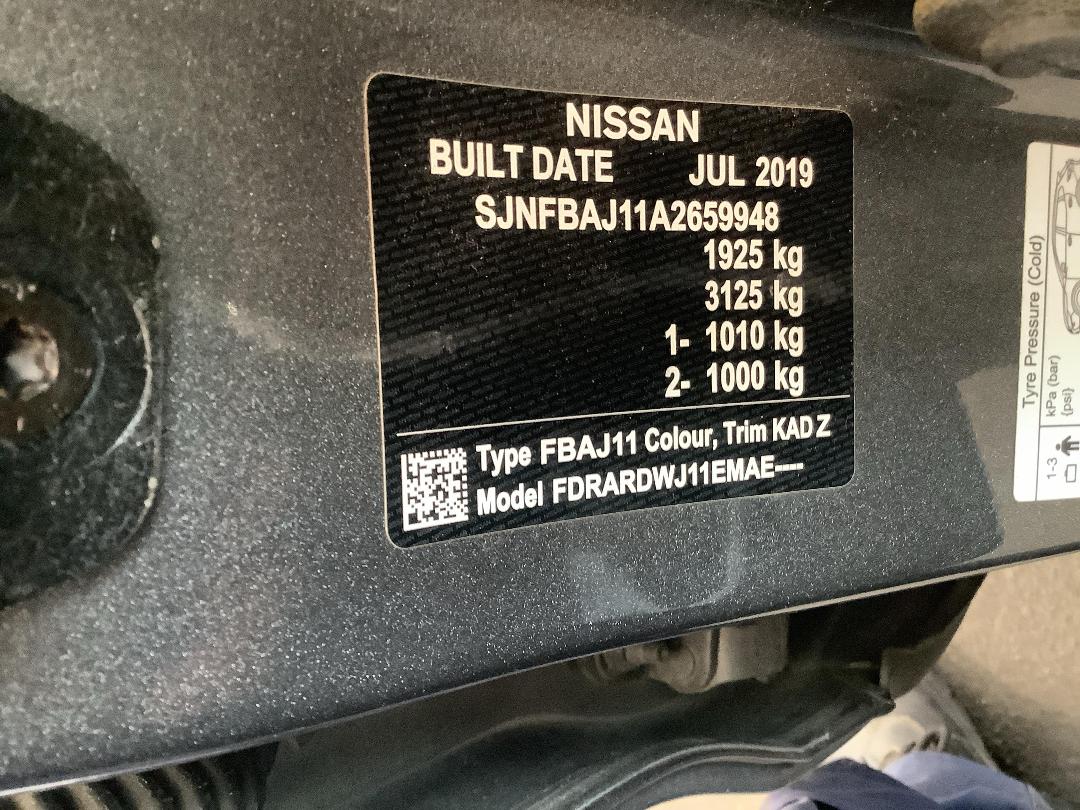 NISSAN
BUILT DATE JUL 2019
SJNFBAJ11A2659948
1925 kg
3125 kg
1- 1010 kg
2- 1000 kg
Type FBAJ11 Colour, Trim KAD Z
Model FDRARDWJ11EMAE----
Tyre Pressure (Cold)
kPa (bar)
{psi}
1-3